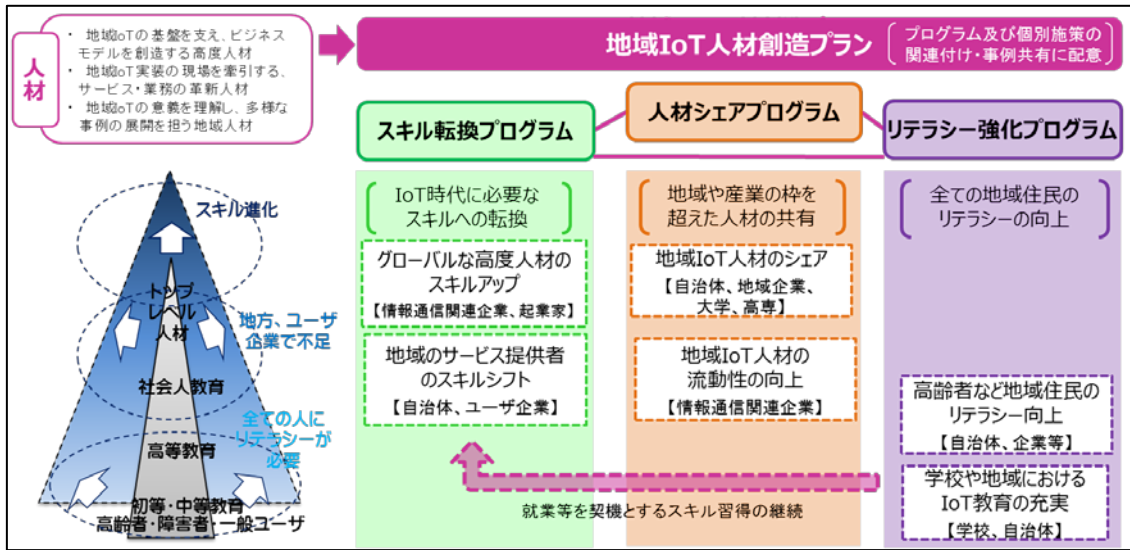 人材
・ 地域IoTの基盤を支え、ビジネス
モデルを創造する高度人材
・ 地域IoT実装の現場を牽引する、
サービス・業務の革新人材
・ 地域IoTの意義を理解し、多様な
事例の展開を担う地域人材
地域IoT人材創造プラン
プログラム及び個別施策の
関連付け・事例共有に配意
スキル転換プログラム
人材シェアプログラム
リテラシー強化プログラム
スキル進化
トップ
レベル
人材
地方、ユーザ
企業で不足
社会人教育
全ての人に
リテラシーが
必要
高等教育
初等・中等教育
高齢者・障害者・一般ユーザ
IoT時代に必要な
スキルへの転換
グローバルな高度人材の
スキルアップ
【情報通信関連企業、起業家】
地域のサービス提供者
のスキルシフト
【自治体、ユーザ企業】
地域や産業の枠を
超えた人材の共有
地域IoT人材のシェア
【自治体、地域企業、
大学、高専】
地域IoT人材の
流動性の向上
【情報通信関連企業】
全ての地域住民の
リテラシーの向上
高齢者など地域住民の
リテラシー向上
【自治体、企業等】
学校や地域における
IoT教育の充実
【学校、自治体】
就業等を契機とするスキル習得の継続